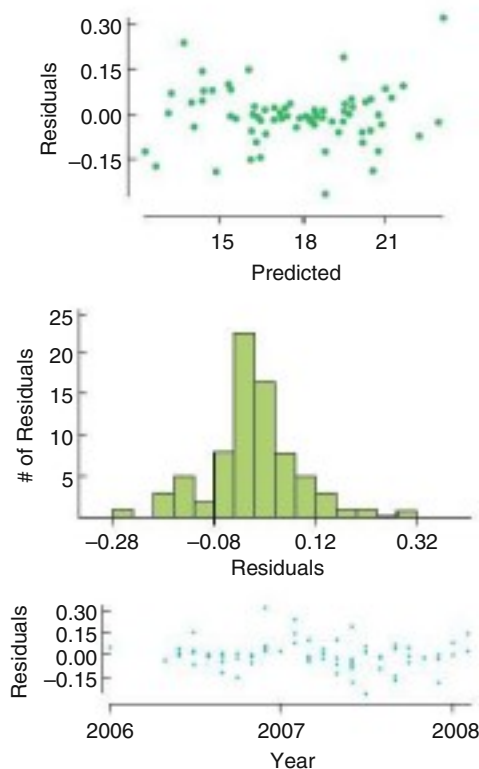 0.30
0.15
0.00
–0.15
Residuals
15 18 21
Predicted
25
20
15
10
5
# of Residuals
–0.28 –0.08 0.12 0.32
Residuals
0.30
0.15
0.00
–0.15
Residuals
2006 2007 2008
Year